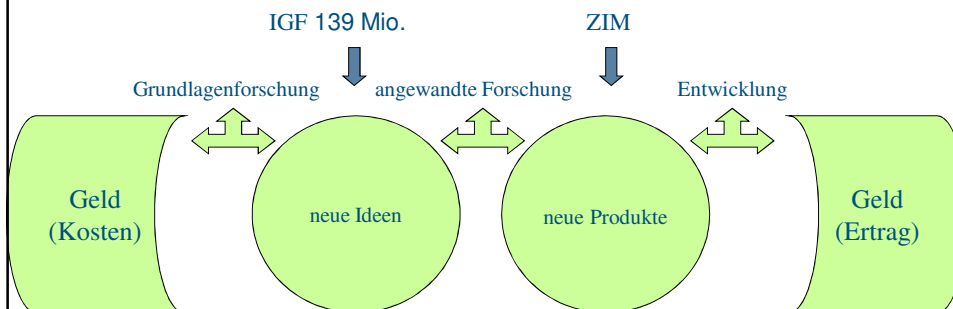 IGF 139 Mio.
ZIM
Grundlagenforschung
angewandte Forschung
Entwicklung
Geld
(Kosten)
neue Ideen
neue Produkte
Geld
(Ertrag)